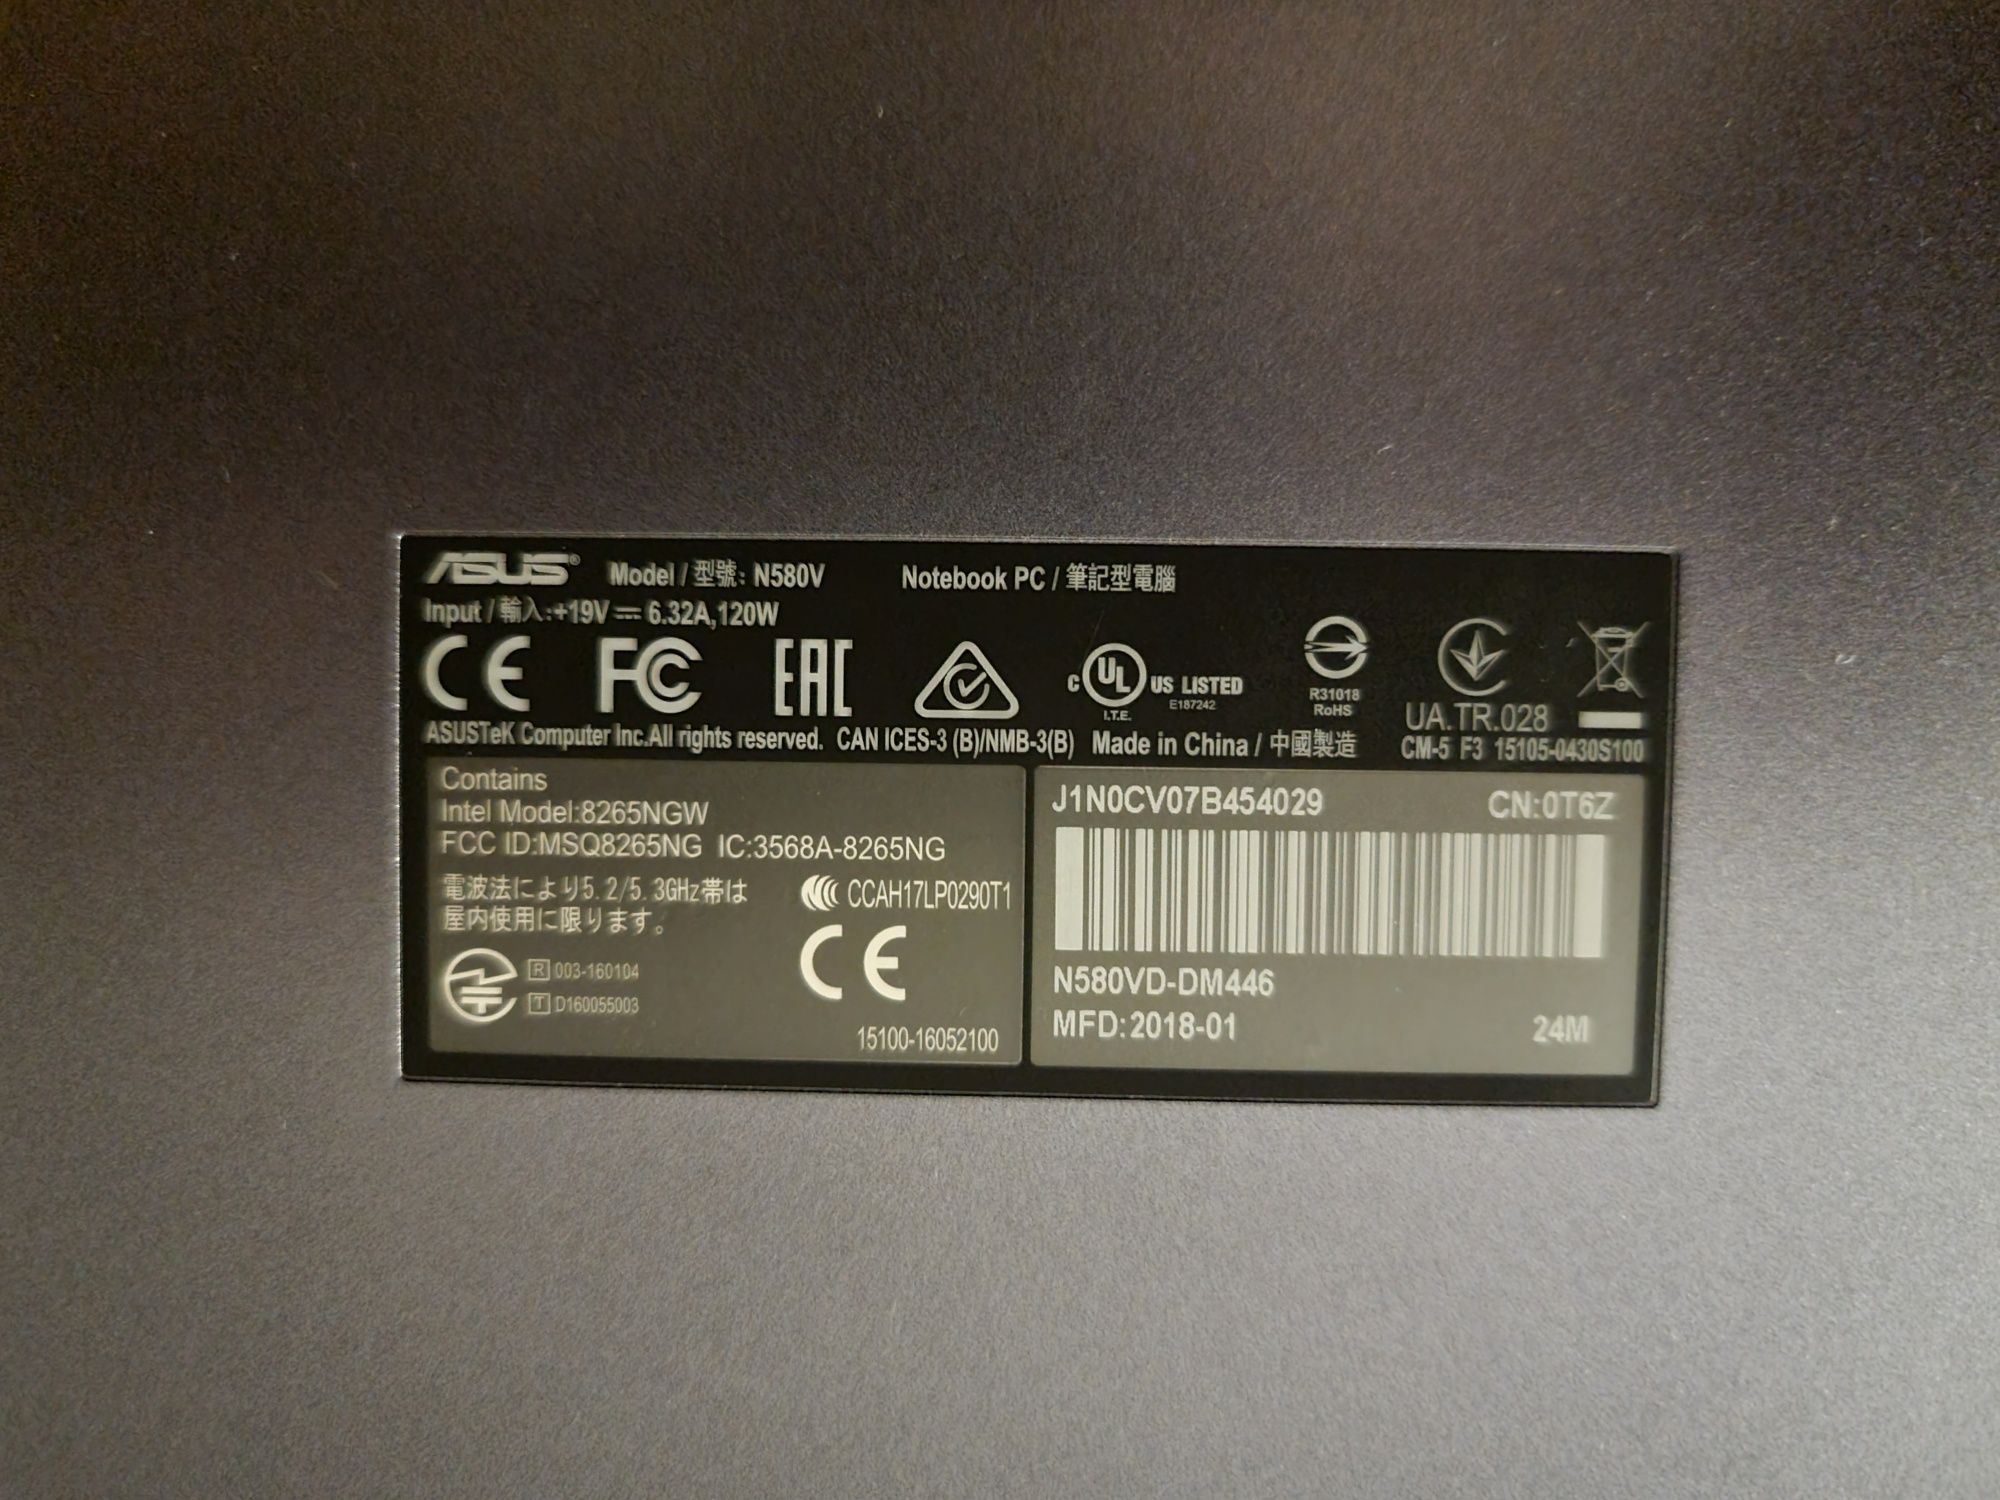 ASUS® Model / 型號: N580V Notebook PC / 筆記型電腦
Input / 輸入:+19V ⎓ 6.32A,120W
CE FC EAC C UL US LISTED
I.T.E. E187242
R31018
RoHS
UA.TR.028
ASUSTeK Computer Inc.All rights reserved. CAN ICES-3 (B)/NMB-3(B) Made in China / 中國製造 CM-5 F3 15105-0430S100
Contains
Intel Model:8265NGW
FCC ID:MSQ8265NG IC:3568A-8265NG
電波法により5.2/5.3GHz帯は
屋内使用に限ります。
CCAH17LP0290T1
R 003-160104
T D160055003
CE
15100-16052100
J1N0CV07B454029 CN:0T6Z
N580VD-DM446
MFD:2018-01 24M